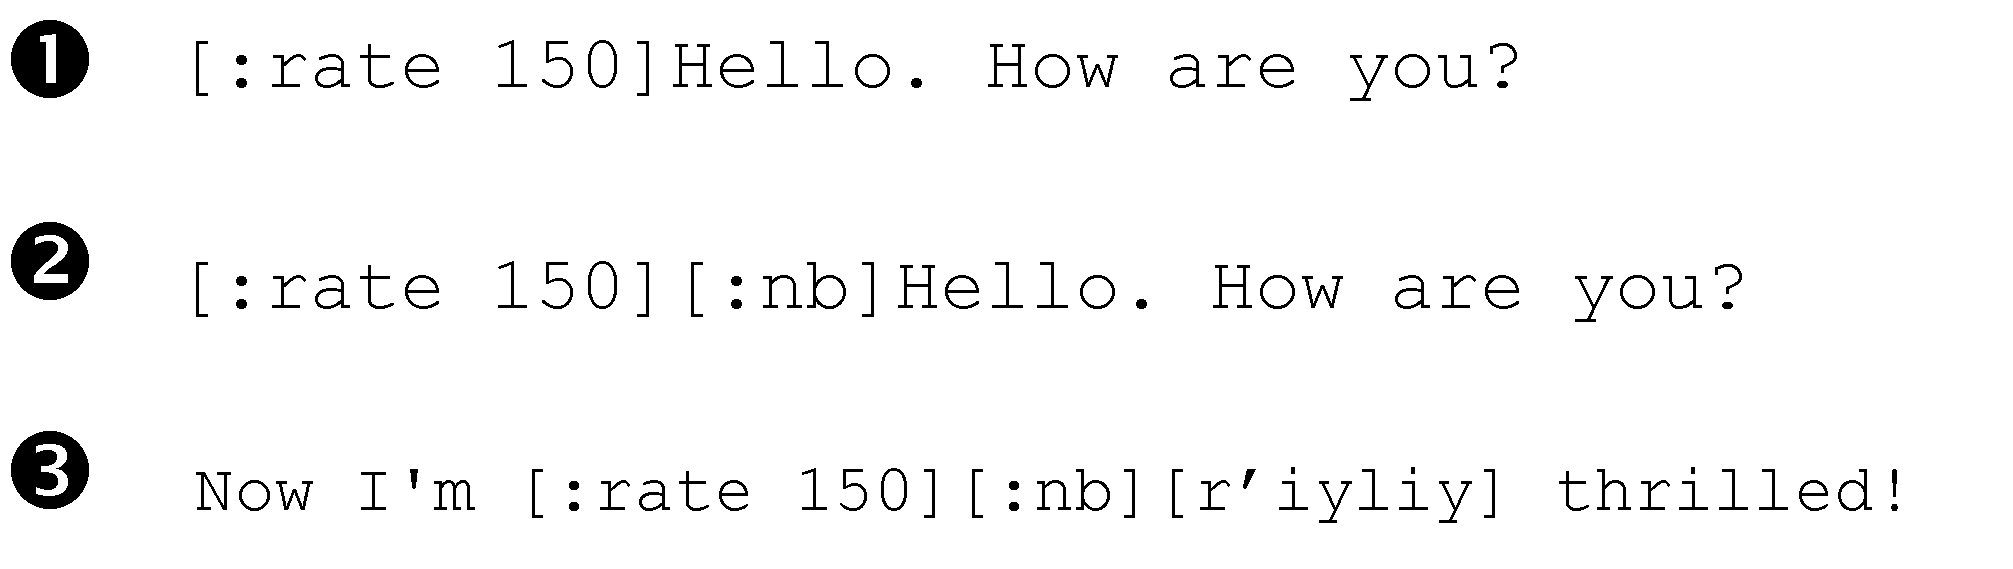 ❶ [:rate 150]Hello. How are you?
❷ [:rate 150][:nb]Hello. How are you?
❸ Now I'm [:rate 150][:nb][r’iyliy] thrilled!